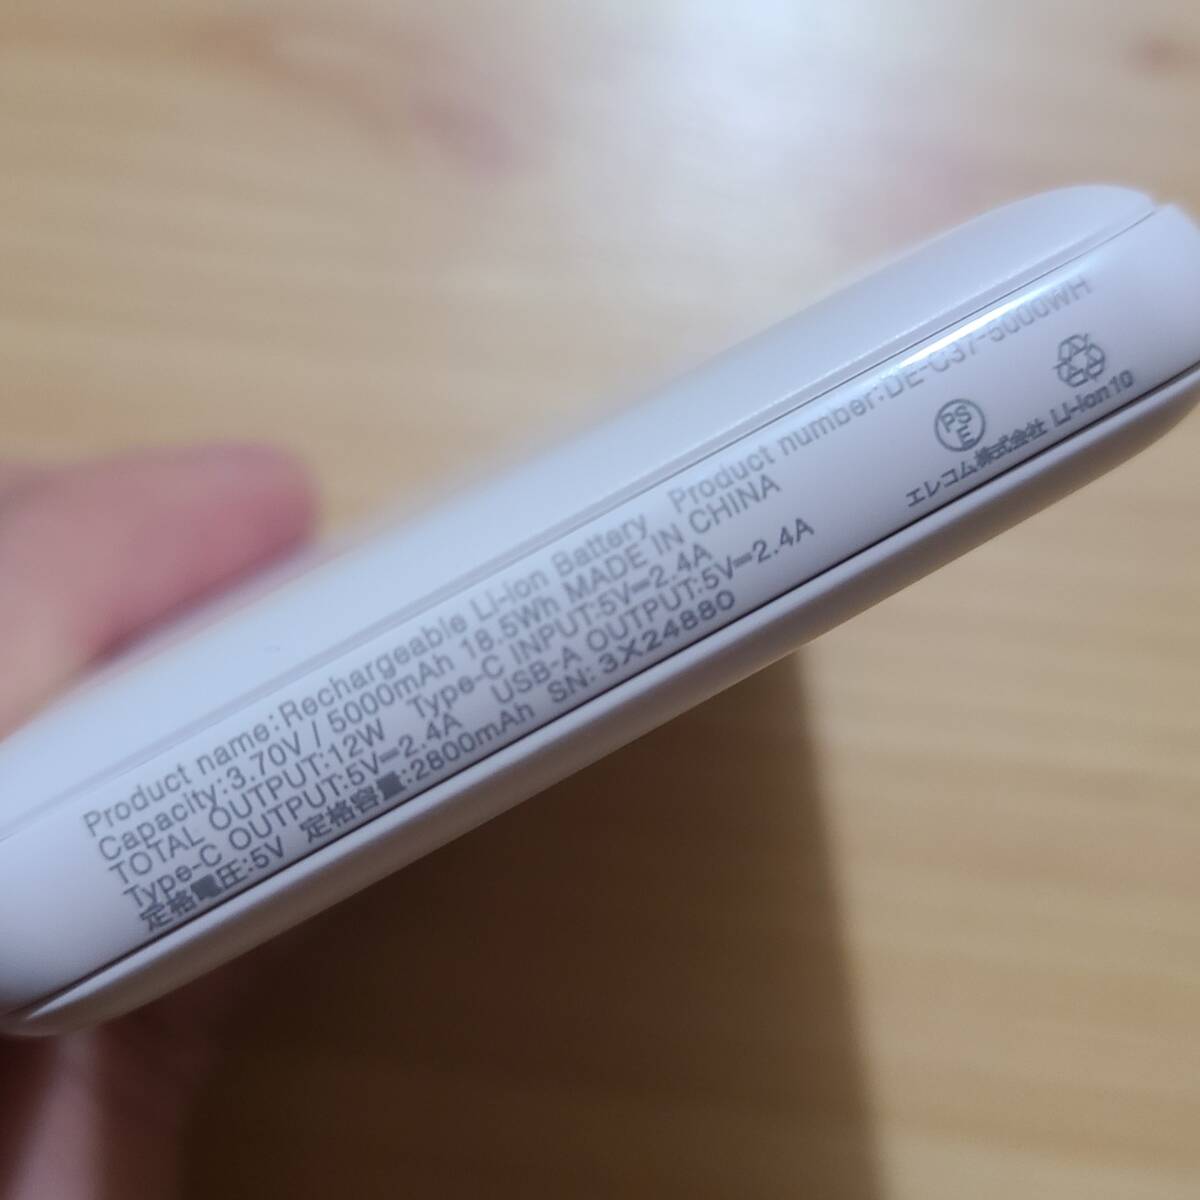 Product name:Rechargeable Li-ion Battery Product number:DE-C37-5000WH
Capacity:3.70V / 5000mAh 18.5Wh MADE IN CHINA
TOTAL OUTPUT:12W Type-C INPUT:5V=2.4A
Type-C OUTPUT:5V=2.4A USB-A OUTPUT:5V=2.4A
定格電圧:5V 定格容量:2800mAh SN: 3X24880
PS
E
エレコム株式会社 Li-ion10